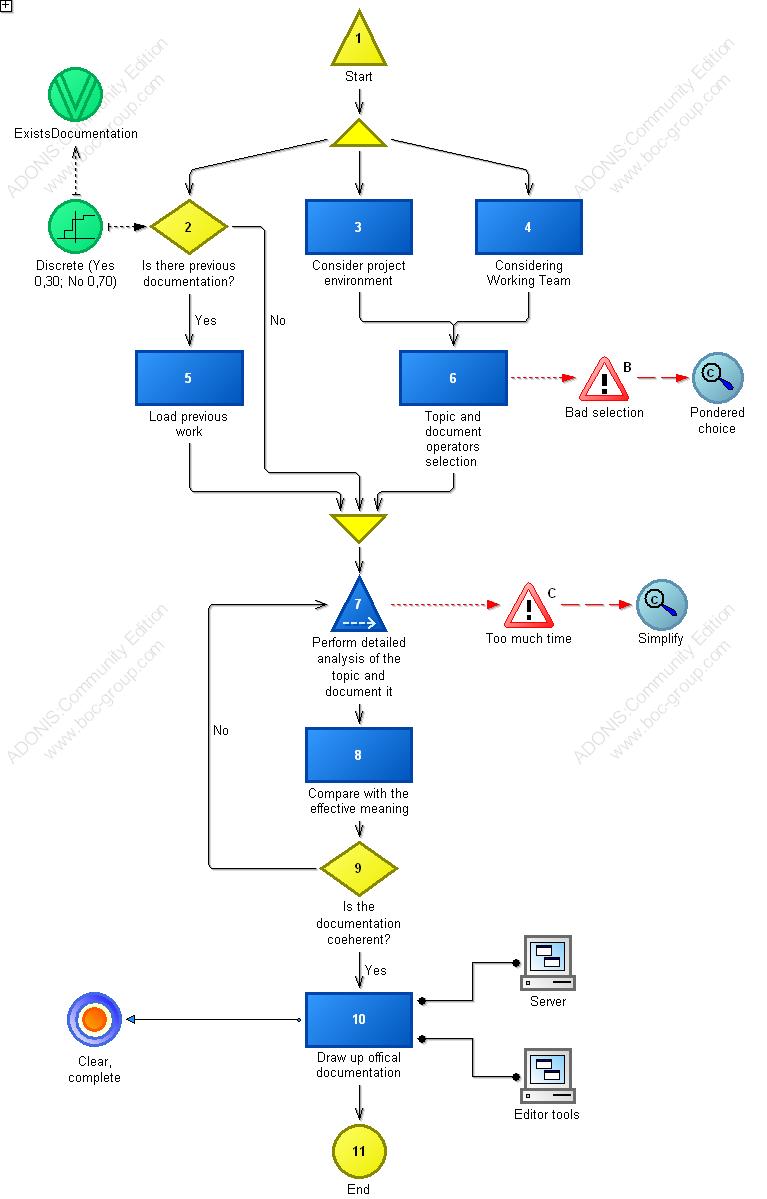 1
Start
ADONIS:Community Edition
www.boc-group.com
ADONIS:Community Edition
www.boc-group.com
ExistsDocumentation
2
3
4
Discrete (Yes
0,30; No 0,70)
Is there previous
documentation?
Consider project
environment
Considering
Working Team
Yes
No
5
6
B
C
Load previous
work
Topic and
document
operators
selection
Bad selection
Pondered
choice
7
C
C
Perform detailed
analysis of the
topic and
document it
Too much time
Simplify
ADONIS:Community Edition
www.boc-group.com
ADONIS:Community Edition
www.boc-group.com
No
8
Compare with the
effective meaning
9
Is the
documentation
coeherent?
Yes
Server
10
Clear,
complete
Draw up offical
documentation
Editor tools
11
End